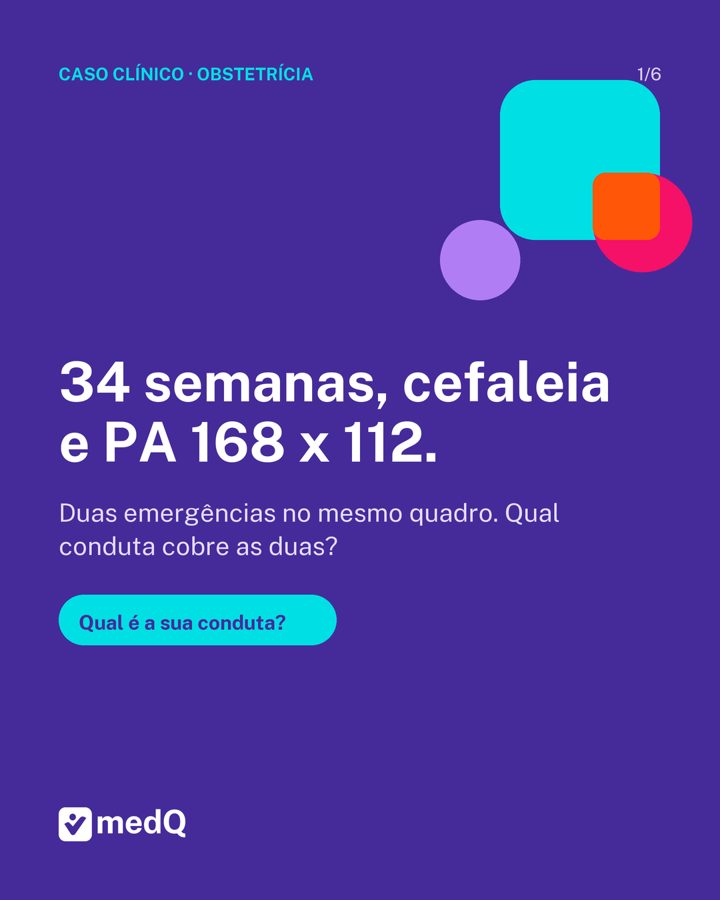 CASO CLÍNICO · OBSTETRÍCIA
1/6
34 semanas, cefaleia
e PA 168 x 112.
Duas emergências no mesmo quadro. Qual
conduta cobre as duas?
Qual é a sua conduta?
medQ